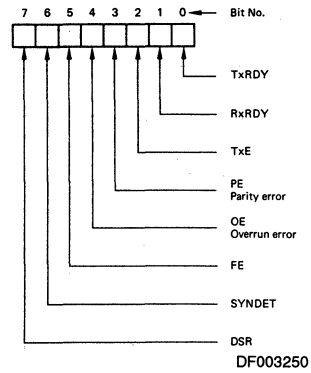 7 6 5 4 3 2 1 0 Bit No.
TxRDY
RxRDY
TxE
PE
Parity error
OE
Overrun error
FE
SYNDET
DSR
DF003250